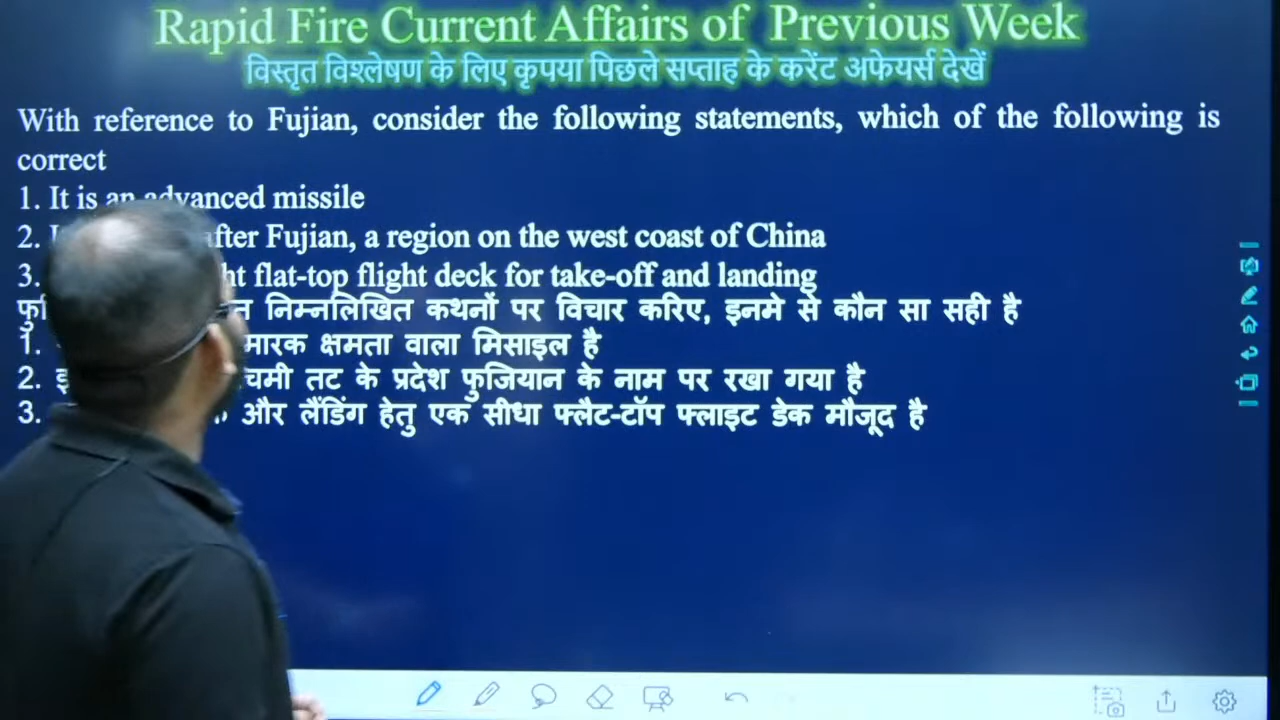 Rapid Fire Current Affairs of Previous Week
विस्तृत विश्लेषण के लिए कृपया पिछले सप्ताह के करेंट अफेयर्स देखें
With reference to Fujian, consider the following statements, which of the following is
correct
1. It is an advanced missile
2. after Fujian, a region on the west coast of China
3. flat-top flight deck for take-off and landing
निम्नलिखित कथनों पर विचार करिए, इनमे से कौन सा सही है
1. मारक क्षमता वाला मिसाइल है
2. तट के प्रदेश फुजियान के नाम पर रखा गया है
3. और लैंडिंग हेतु एक सीधा फ्लैट-टॉप फ्लाइट डेक मौजूद है